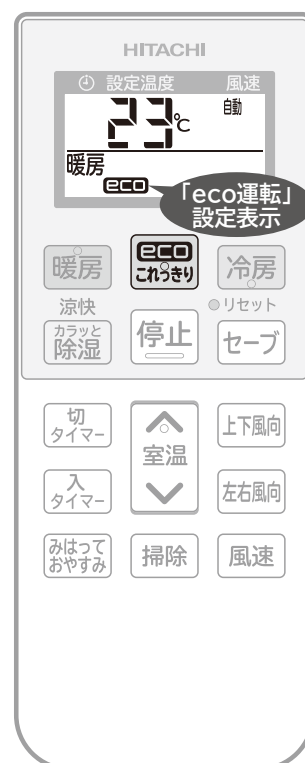 HITACHI
設定温度 風速
自動
23℃
暖房
eco
「eco運転」
設定表示
暖房
eco
これっきり
冷房
涼快
リセット
カラッと
除湿
停止
セーブ
切
タイマー
室温
上下風向
入
タイマー
左右風向
みはって
おやすみ
掃除
風速